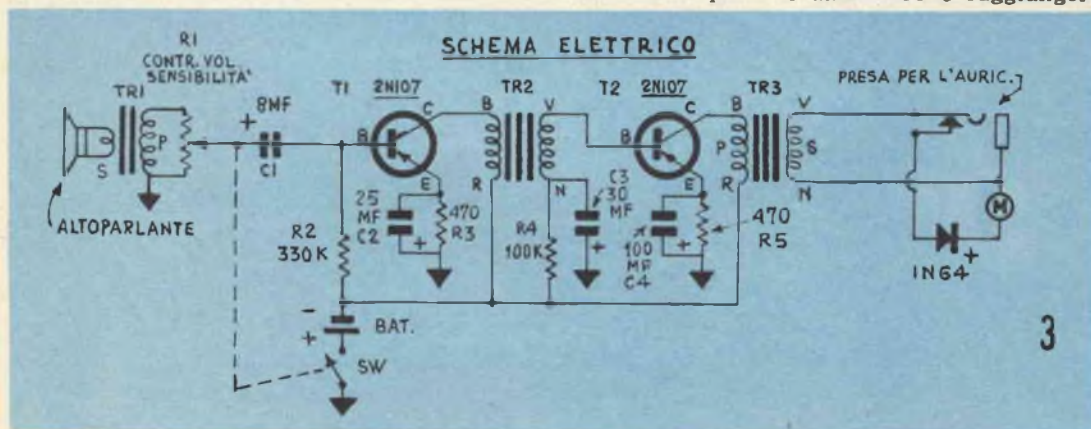 raggiunge.
SCHEMA ELETTRICO
R1
CONTR. VOL
SENSIBILITA'
TR1
P
S
ALTOPARLANTE
8MF
+
C1
T1
2N107
B
C
E
25
MF
C2
+
470
R3
R2
330K
-
BAT.
+
SW
B
TR2
V
R
N
R4
100K
T2
2N107
B
C
E
C3
30
MF
+
100
MF
C4
+
470
R5
B
TR3
V
P
S
R
N
PRESA PER L'AURIC.
M
1N64
+
3